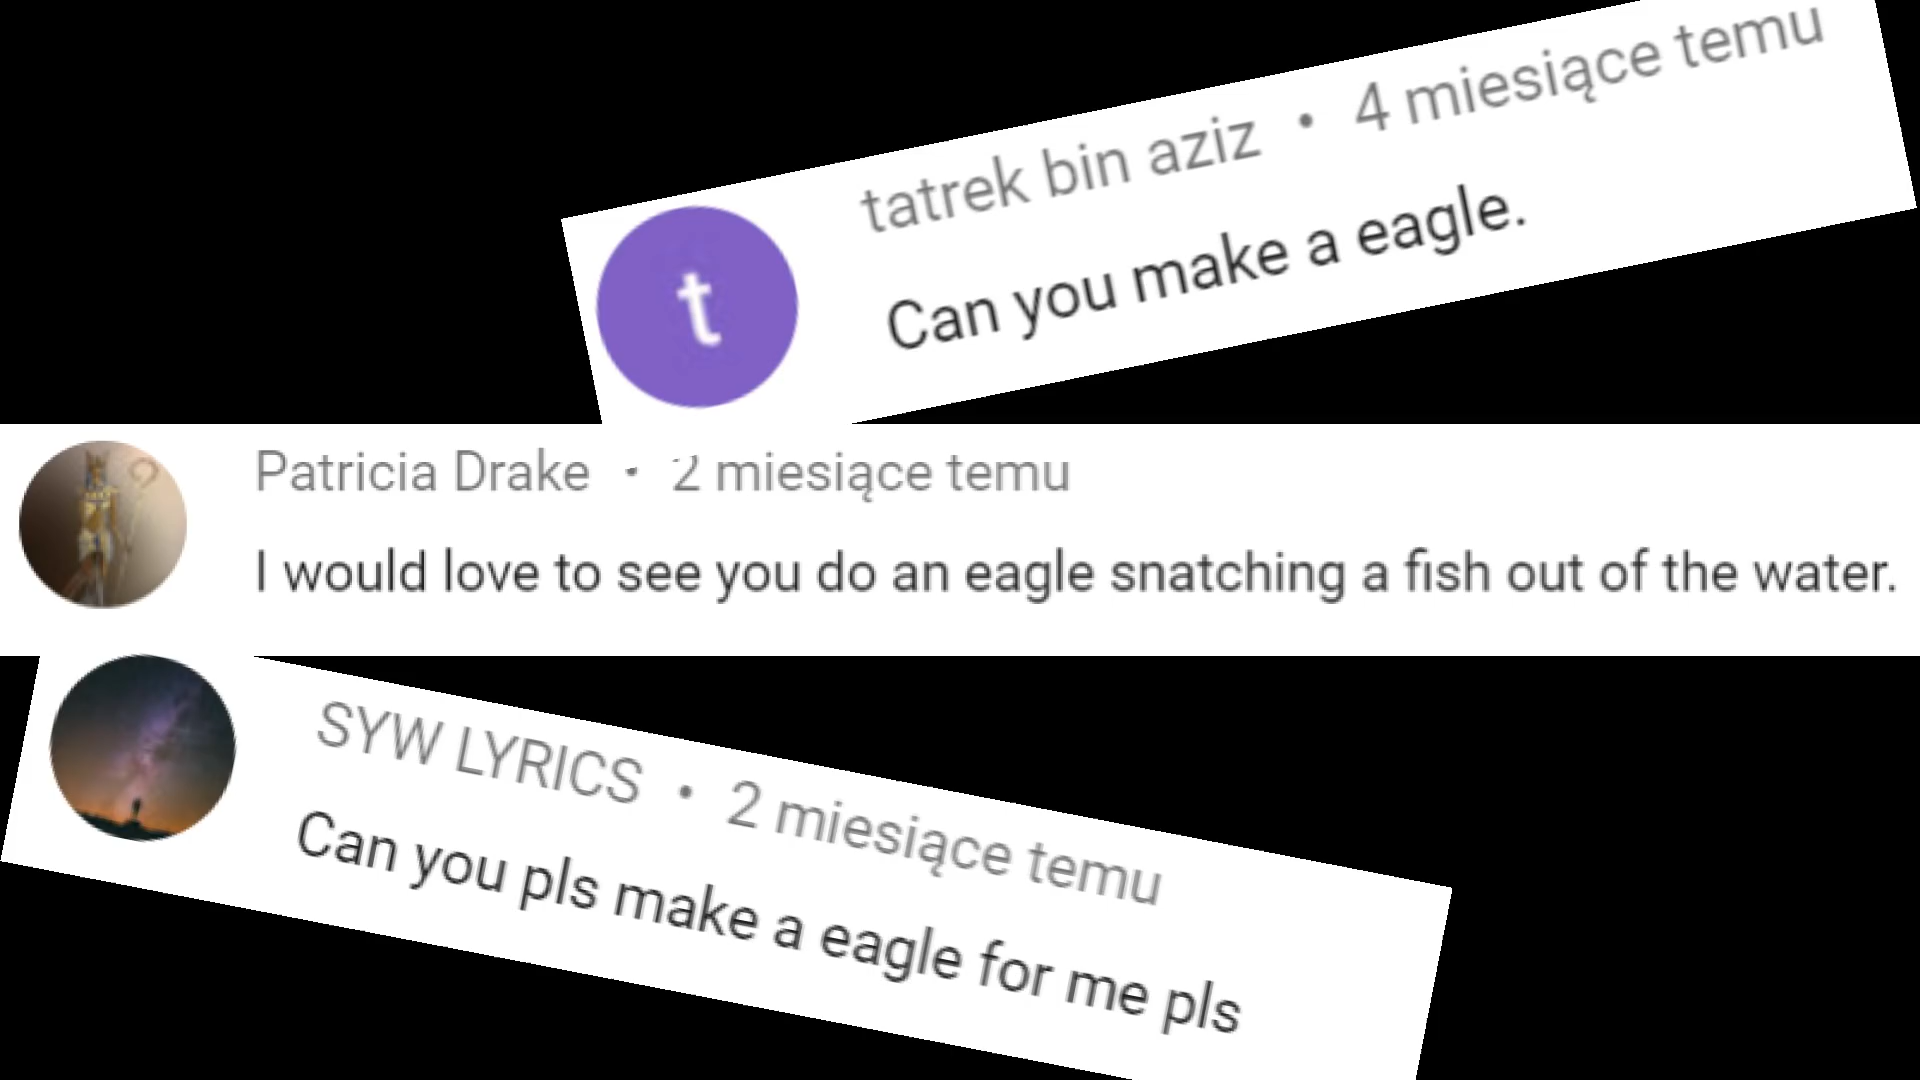 tatrek bin aziz • 4 miesiące temu
t
Can you make a eagle.
Patricia Drake • 2 miesiące temu
I would love to see you do an eagle snatching a fish out of the water.
SYW LYRICS • 2 miesiące temu
Can you pls make a eagle for me pls